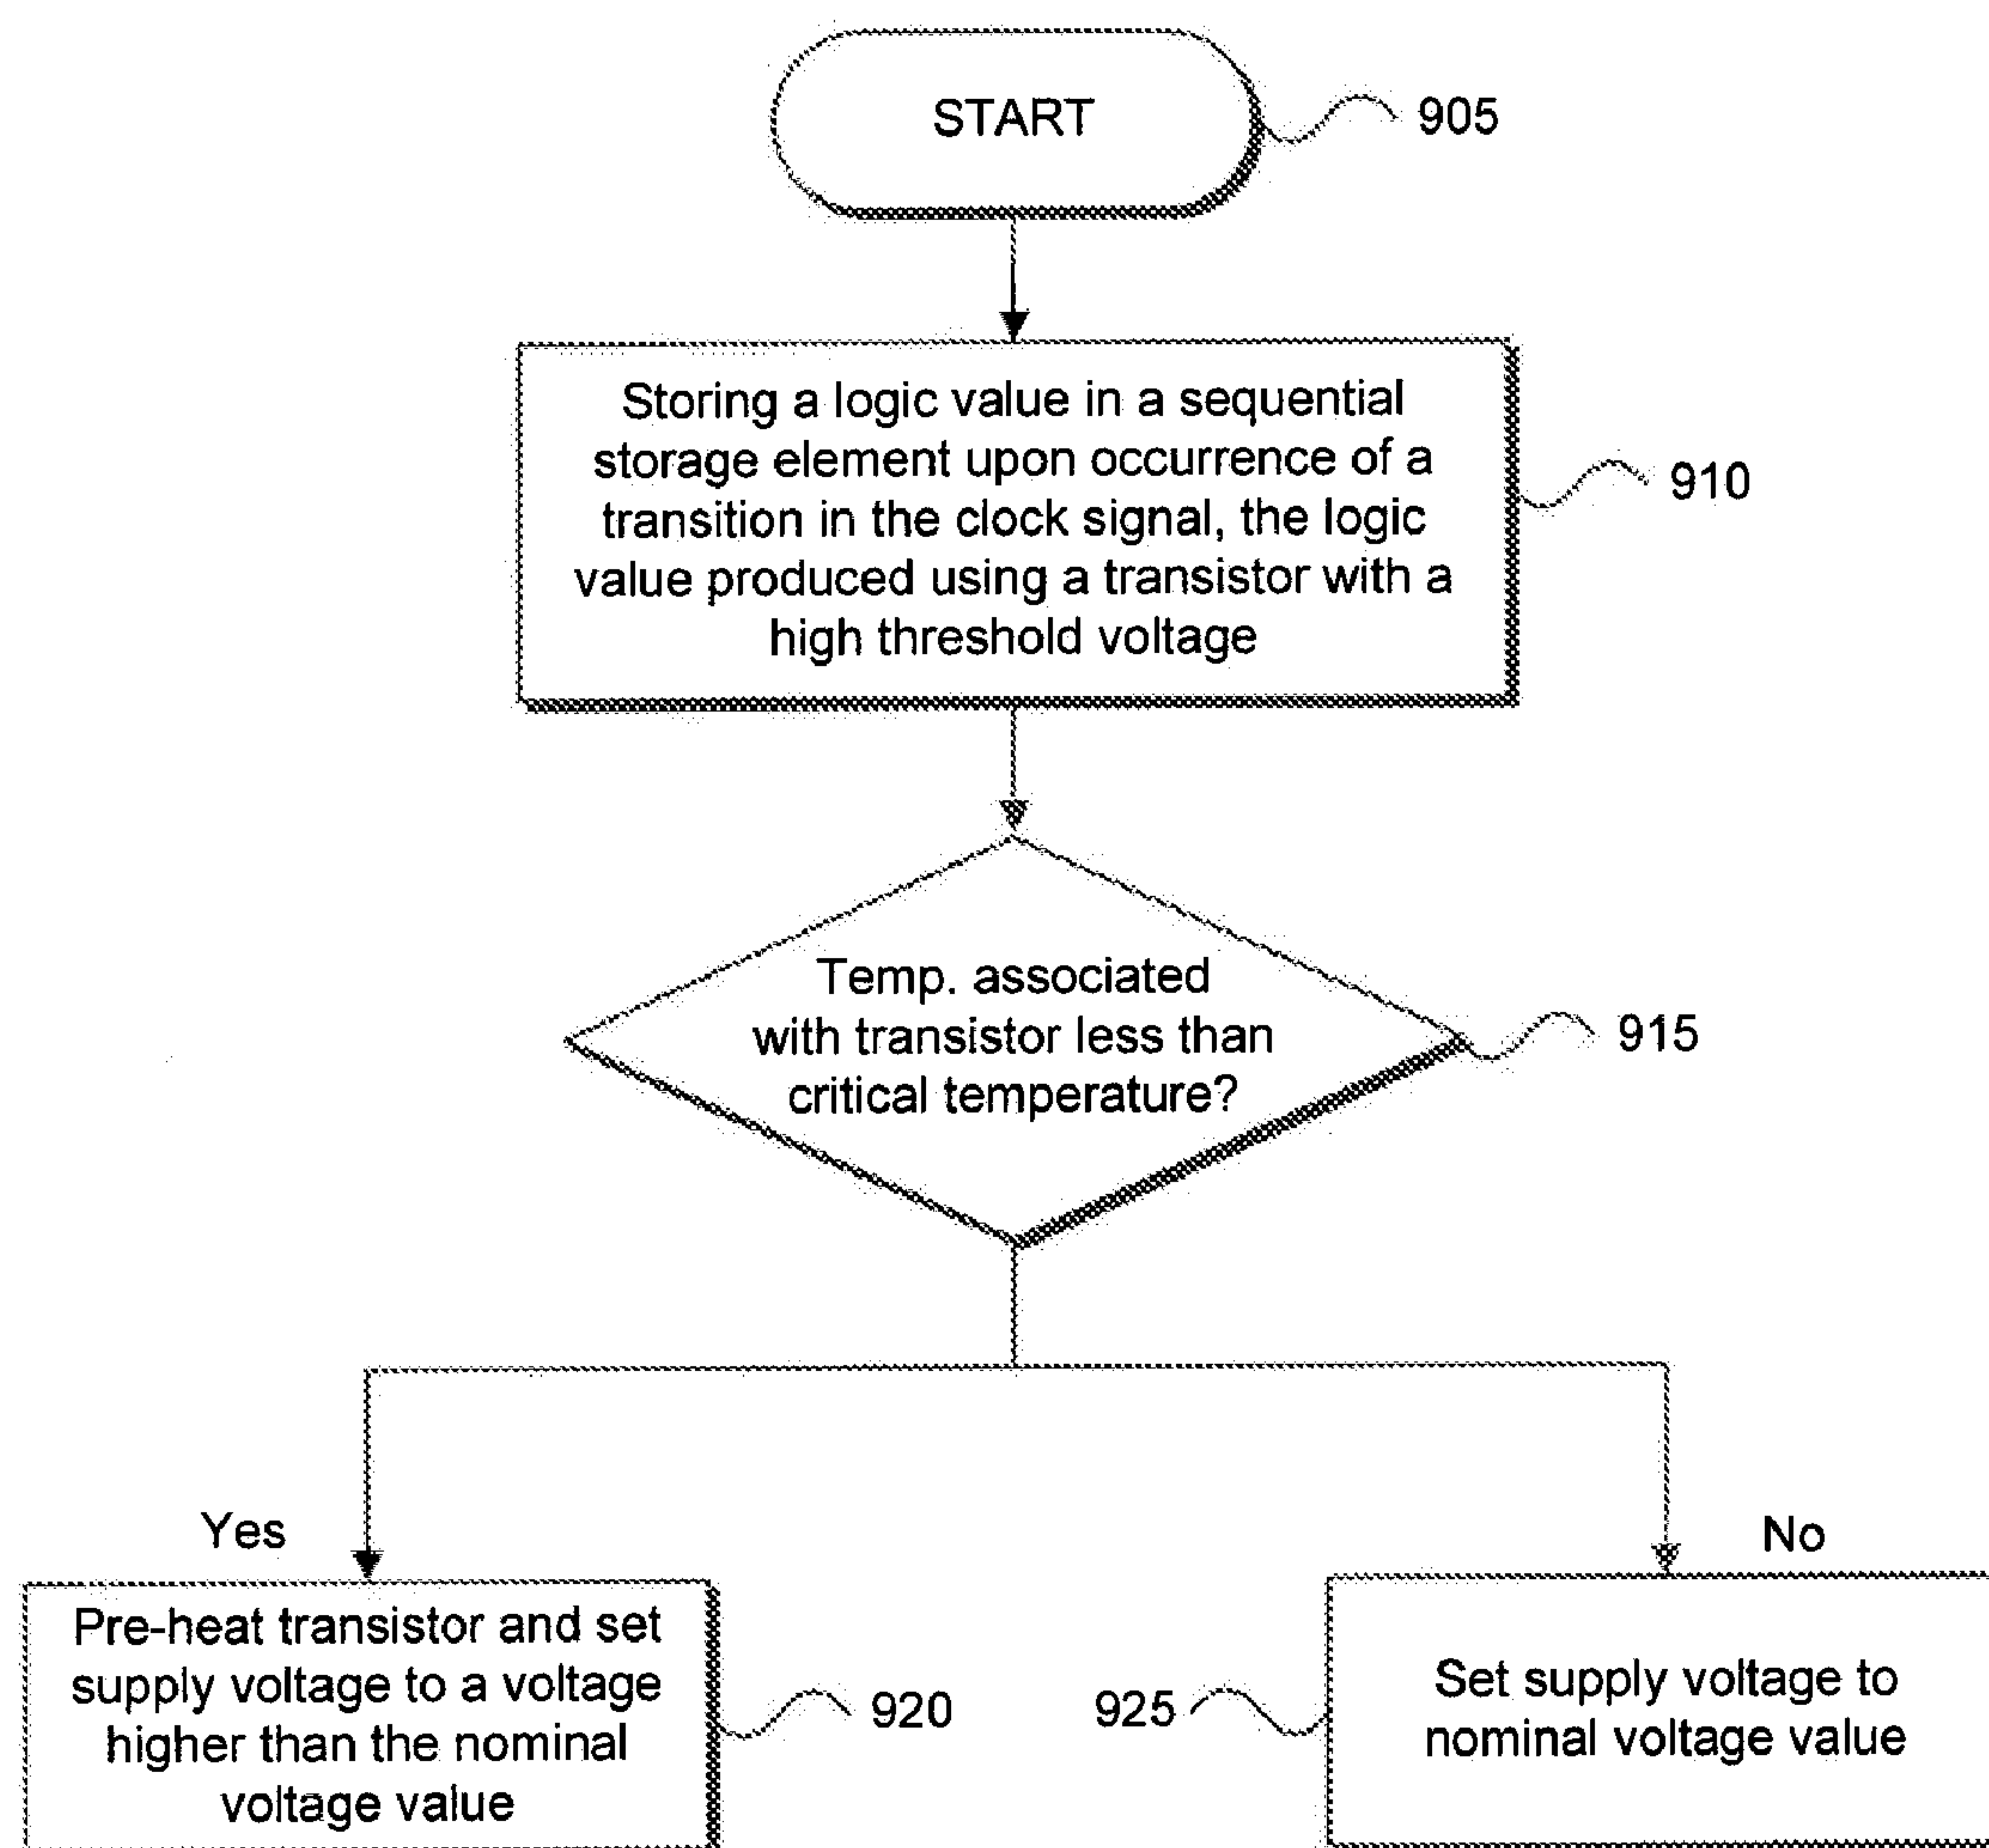 START
905
Storing a logic value in a sequential
storage element upon occurrence of a
transition in the clock signal, the logic
value produced using a transistor with a
high threshold voltage
910
Temp. associated
with transistor less than
critical temperature?
915
Yes
No
Pre-heat transistor and set
supply voltage to a voltage
higher than the nominal
voltage value
920
925
Set supply voltage to
nominal voltage value